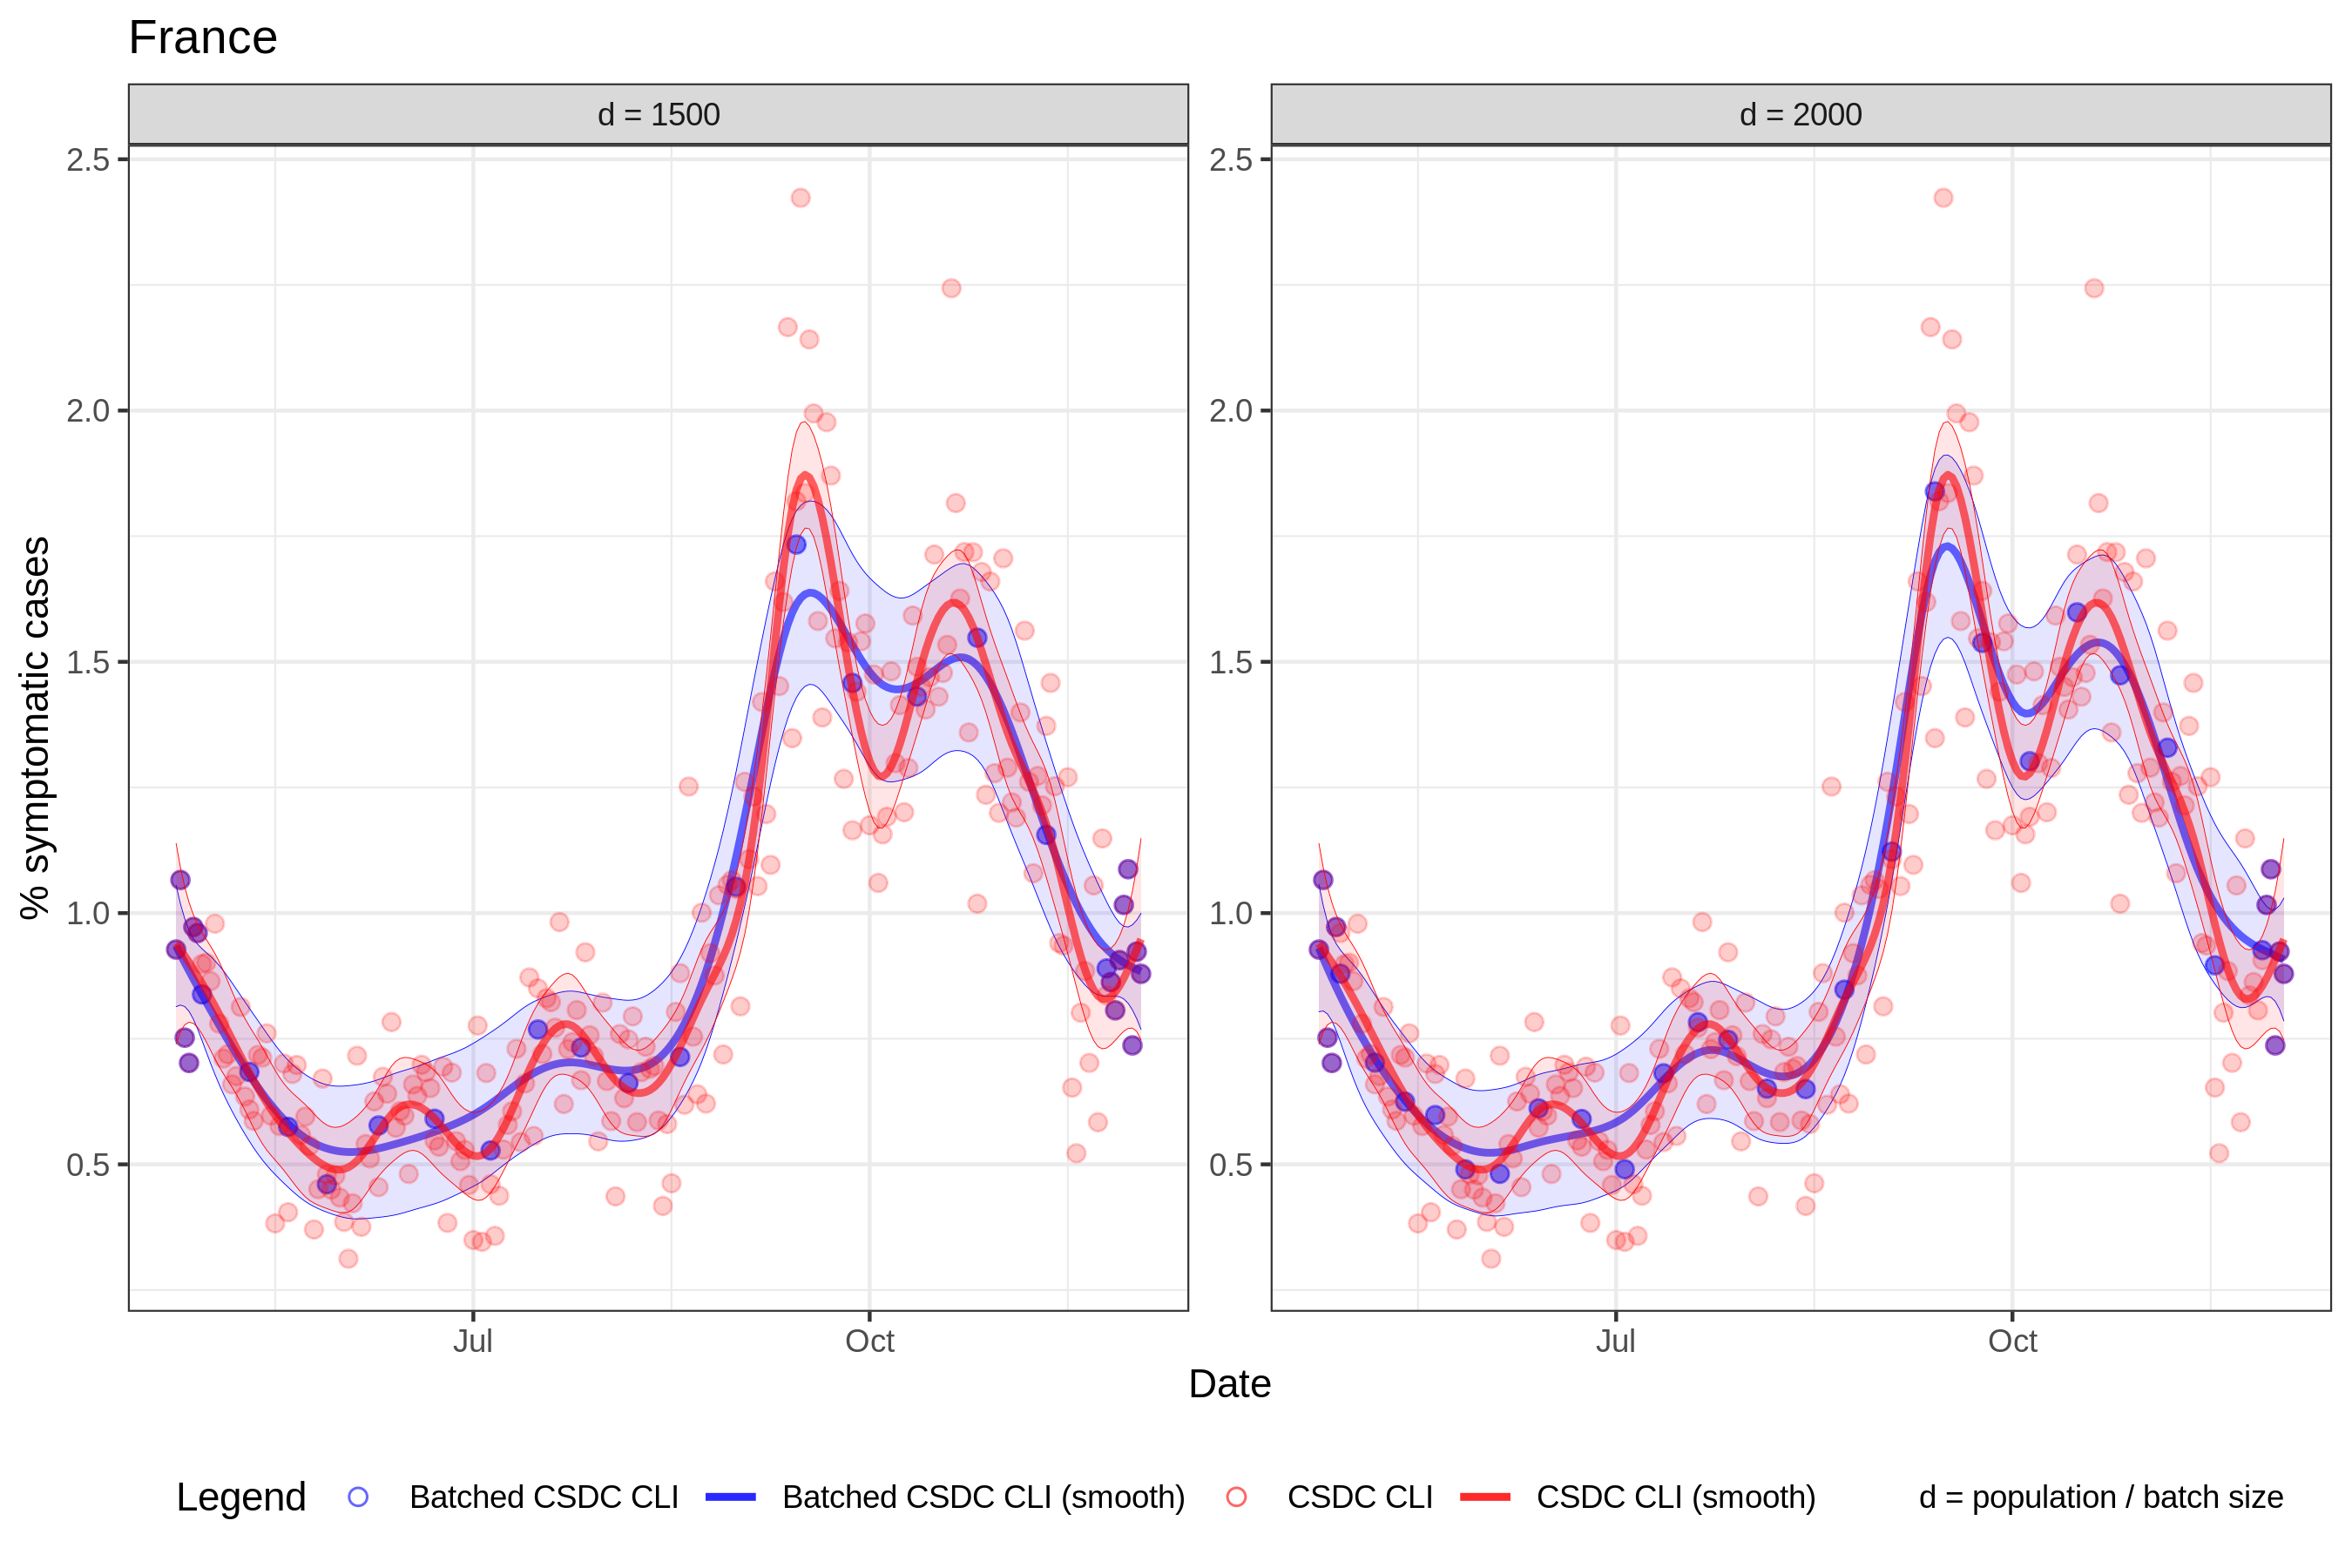 France
d = 1500
d = 2000
% symptomatic cases
2.5
2.0
1.5
1.0
0.5
2.5
2.0
1.5
1.0
0.5
Jul
Oct
Jul
Oct
Date
Legend
Batched CSDC CLI
Batched CSDC CLI (smooth)
CSDC CLI
CSDC CLI (smooth)
d = population / batch size